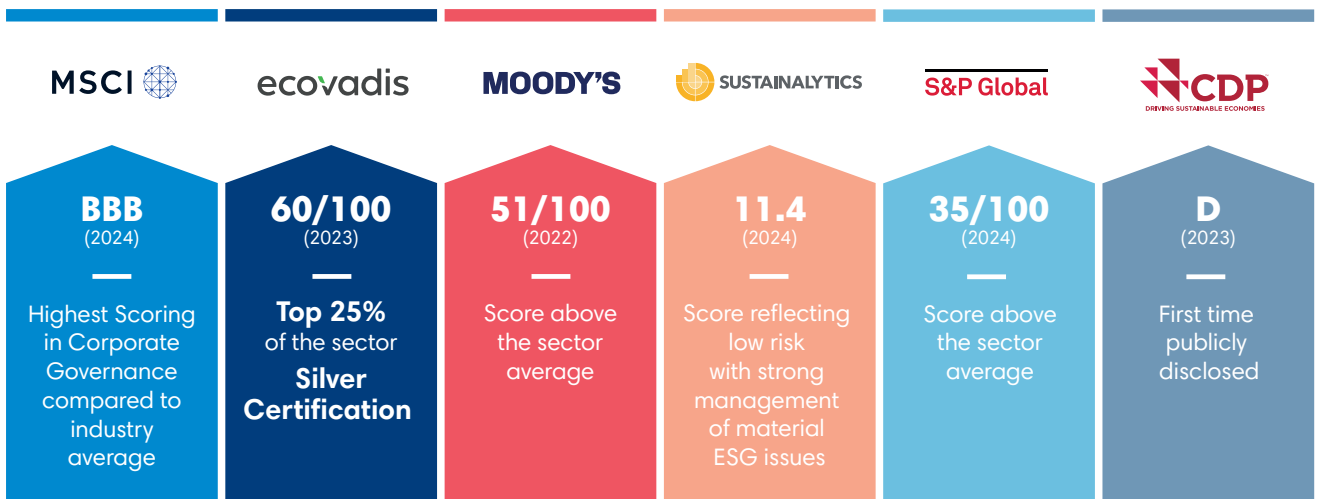 MSCI
ecovadis
MOODY'S
SUSTAINALYTICS
S&P Global
CDP
DRIVING SUSTAINABLE ECONOMIES
BBB
(2024)
Highest Scoring
in Corporate
Governance
compared to
industry
average
60/100
(2023)
Top 25%
of the sector
Silver
Certification
51/100
(2022)
Score above
the sector
average
11.4
(2024)
Score reflecting
low risk
with strong
management
of material
ESG issues
35/100
(2024)
Score above
the sector
average
D
(2023)
First time
publicly
disclosed